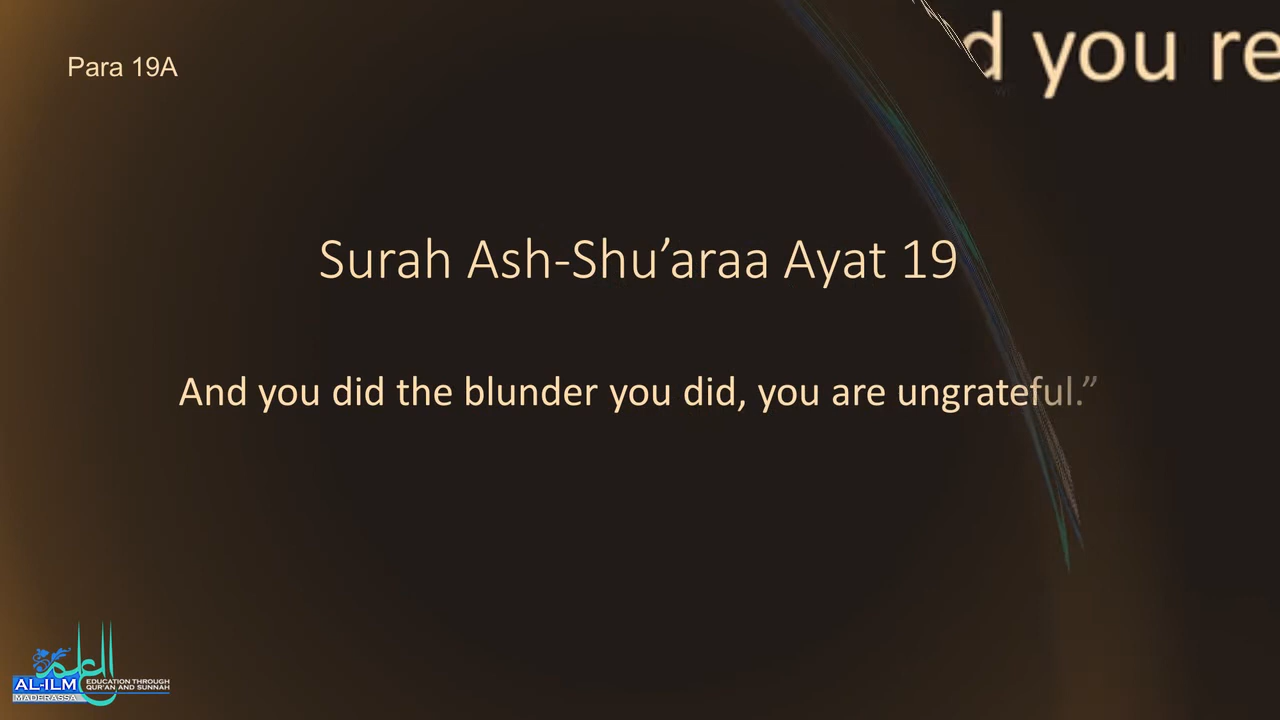 Para 19A
d you re
Surah Ash-Shu’araa Ayat 19
And you did the blunder you did, you are ungrateful.”
العلم
AL-ILM
MADERASSA
EDUCATION THROUGH
QUR'AN AND SUNNAH